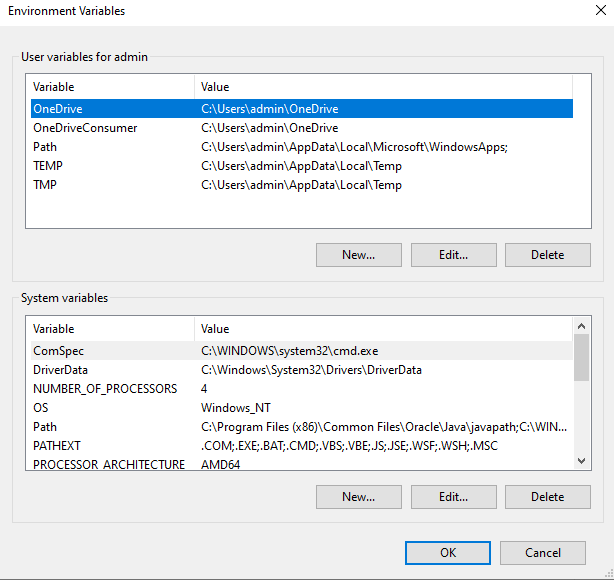 Environment Variables
User variables for admin
Variable Value
OneDrive C:\Users\admin\OneDrive
OneDriveConsumer C:\Users\admin\OneDrive
Path C:\Users\admin\AppData\Local\Microsoft\WindowsApps;
TEMP C:\Users\admin\AppData\Local\Temp
TMP C:\Users\admin\AppData\Local\Temp
New... Edit... Delete
System variables
Variable Value
ComSpec C:\WINDOWS\system32\cmd.exe
DriverData C:\Windows\System32\Drivers\DriverData
NUMBER_OF_PROCESSORS 4
OS Windows_NT
Path C:\Program Files (x86)\Common Files\Oracle\Java\javapath;C:\WIN...
PATHEXT .COM;.EXE;.BAT;.CMD;.VBS;.VBE;.JS;.JSE;.WSF;.WSH;.MSC
PROCESSOR_ARCHITECTURE AMD64
New... Edit... Delete
OK Cancel